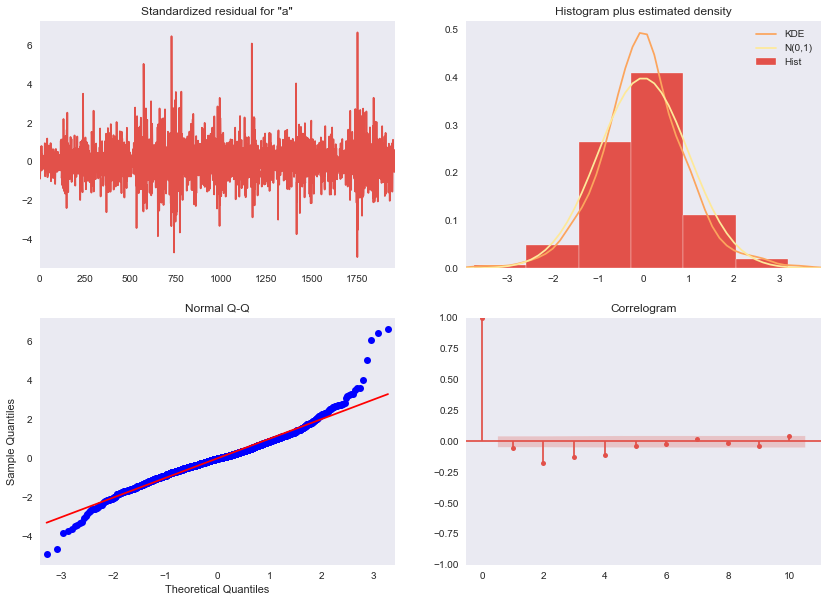 Standardized residual for "a"
6
4
2
0
−2
−4
0 250 500 750 1000 1250 1500 1750
Histogram plus estimated density
KDE
N(0,1)
Hist
0.5
0.4
0.3
0.2
0.1
0.0
−3 −2 −1 0 1 2 3
Normal Q-Q
Sample Quantiles
6
4
2
0
−2
−4
−3 −2 −1 0 1 2 3
Theoretical Quantiles
Correlogram
1.00
0.75
0.50
0.25
0.00
−0.25
−0.50
−0.75
−1.00
0 2 4 6 8 10